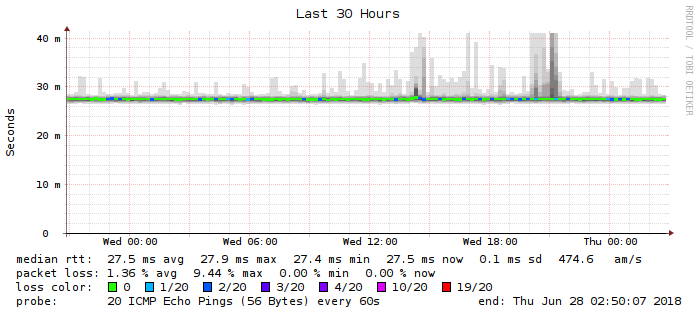 Last 30 Hours
RRDTOOL / TOBI OETIKER
40 m
30 m
20 m
10 m
0
Seconds
Wed 00:00 Wed 06:00 Wed 12:00 Wed 18:00 Thu 00:00
median rtt: 27.5 ms avg 27.9 ms max 27.4 ms min 27.5 ms now 0.1 ms sd 474.6 am/s
packet loss: 1.36 % avg 9.44 % max 0.00 % min 0.00 % now
loss color: 0 1/20 2/20 3/20 4/20 10/20 19/20
probe: 20 ICMP Echo Pings (56 Bytes) every 60s end: Thu Jun 28 02:50:07 2018